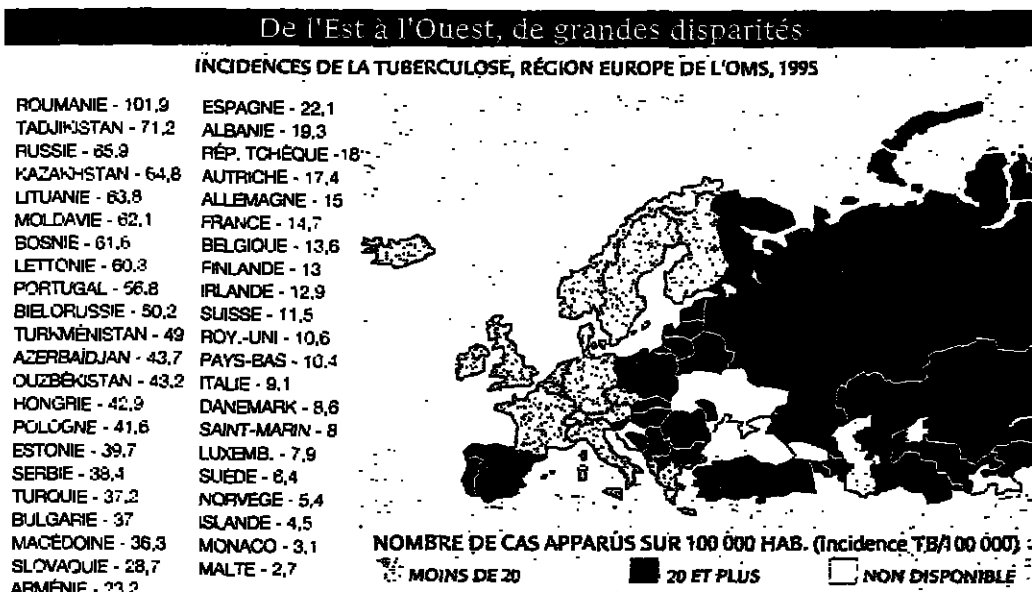 De l'Est à l'Ouest, de grandes disparités
INCIDENCES DE LA TUBERCULOSE, RÉGION EUROPE DE L'OMS, 1995
ROUMANIE - 101,9
TADJIKISTAN - 71,2
RUSSIE - 65,9
KAZAKHSTAN - 64,8
LITUANIE - 63,8
MOLDAVIE - 62,1
BOSNIE - 61,6
LETTONIE - 60,3
PORTUGAL - 56,8
BIELORUSSIE - 50,2
TURKMÉNISTAN - 49
AZERBAÏDJAN - 43,7
OUZBÉKISTAN - 43,2
HONGRIE - 42,9
POLOGNE - 41,6
ESTONIE - 39,7
SERBIE - 38,4
TURQUIE - 37,2
BULGARIE - 37
MACÉDOINE - 36,3
SLOVAQUIE - 28,7
ARMÉNIE - 23,2
ESPAGNE - 22,1
ALBANIE - 19,3
RÉP. TCHÈQUE - 18
AUTRICHE - 17,4
ALLEMAGNE - 15
FRANCE - 14,7
BELGIQUE - 13,6
FINLANDE - 13
IRLANDE - 12,9
SUISSE - 11,5
ROY.-UNI - 10,6
PAYS-BAS - 10.4
ITALIE - 9.1
DANEMARK - 8,6
SAINT-MARIN - 8
LUXEMB. - 7,9
SUÈDE - 6,4
NORVÈGE - 5,4
ISLANDE - 4,5
MONACO - 3,1
MALTE - 2,7
NOMBRE DE CAS APPARUS SUR 100 000 HAB. (Incidence TB/100 000)
MOINS DE 20
20 ET PLUS
NON DISPONIBLE